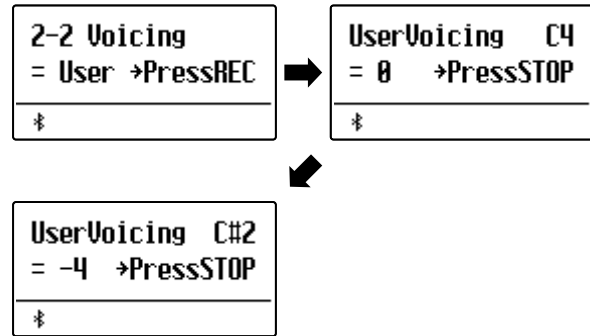 2-2 Voicing
= User →PressREC
UserVoicing C4
= 0 →PressSTOP
UserVoicing C#2
= -4 →PressSTOP